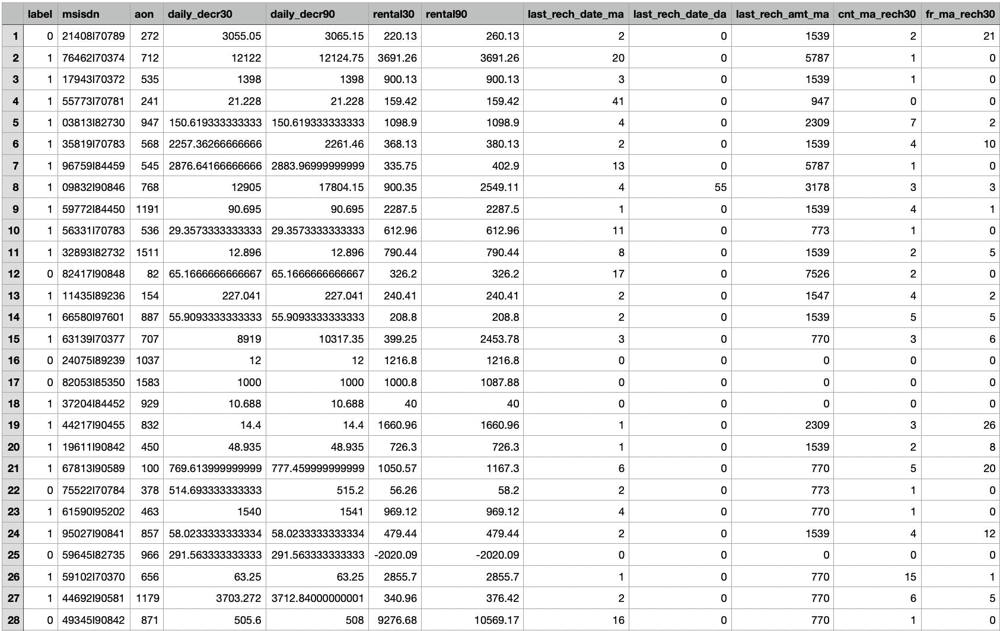 label msisdn aon daily_decr30 daily_decr90 rental30 rental90 last_rech_date_ma last_rech_date_da last_rech_amt_ma cnt_ma_rech30 fr_ma_rech30
1 0 21408I70789 272 3055.05 3065.15 220.13 260.13 2 0 1539 2 21
2 1 76462I70374 712 12122 12124.75 3691.26 3691.26 20 0 5787 1 0
3 1 17943I70372 535 1398 1398 900.13 900.13 3 0 1539 1 0
4 1 55773I70781 241 21.228 21.228 159.42 159.42 41 0 947 0 0
5 1 03813I82730 947 150.619333333333 150.619333333333 1098.9 1098.9 4 0 2309 7 2
6 1 35819I70783 568 2257.36266666666 2261.46 368.13 380.13 2 0 1539 4 10
7 1 96759I84459 545 2876.64166666666 2883.96999999999 335.75 402.9 13 0 5787 1 0
8 1 09832I90846 768 12905 17804.15 900.35 2549.11 4 55 3178 3 3
9 1 59772I84450 1191 90.695 90.695 2287.5 2287.5 1 0 1539 4 1
10 1 56331I70783 536 29.3573333333333 29.3573333333333 612.96 612.96 11 0 773 1 0
11 1 32893I82732 1511 12.896 12.896 790.44 790.44 8 0 1539 2 5
12 0 82417I90848 82 65.1666666666667 65.1666666666667 326.2 326.2 17 0 7526 2 0
13 1 11435I89236 154 227.041 227.041 240.41 240.41 2 0 1547 4 2
14 1 66580I97601 887 55.9093333333333 55.9093333333333 208.8 208.8 2 0 1539 5 5
15 1 63139I70377 707 8919 10317.35 399.25 2453.78 3 0 770 3 6
16 0 24075I89239 1037 12 12 1216.8 1216.8 0 0 0 0 0
17 0 82053I85350 1583 1000 1000 1000.8 1087.88 0 0 0 0 0
18 1 37204I84452 929 10.688 10.688 40 40 0 0 0 0 0
19 1 44217I90455 832 14.4 14.4 1660.96 1660.96 1 0 2309 3 26
20 1 19611I90842 450 48.935 48.935 726.3 726.3 1 0 1539 2 8
21 1 67813I90589 100 769.613999999999 777.459999999999 1050.57 1167.3 6 0 770 5 20
22 0 75522I70784 378 514.693333333333 515.2 56.26 58.2 2 0 773 1 0
23 1 61590I95202 463 1540 1541 969.12 969.12 4 0 770 1 0
24 1 95027I90841 857 58.0233333333334 58.0233333333334 479.44 479.44 2 0 1539 4 12
25 0 59645I82735 966 291.563333333333 291.563333333333 -2020.09 -2020.09 0 0 0 0 0
26 1 59102I70370 656 63.25 63.25 2855.7 2855.7 1 0 770 15 1
27 1 44692I90581 1179 3703.272 3712.84000000001 340.96 376.42 2 0 770 6 5
28 0 49345I90842 871 505.6 508 9276.68 10569.17 16 0 770 1 0